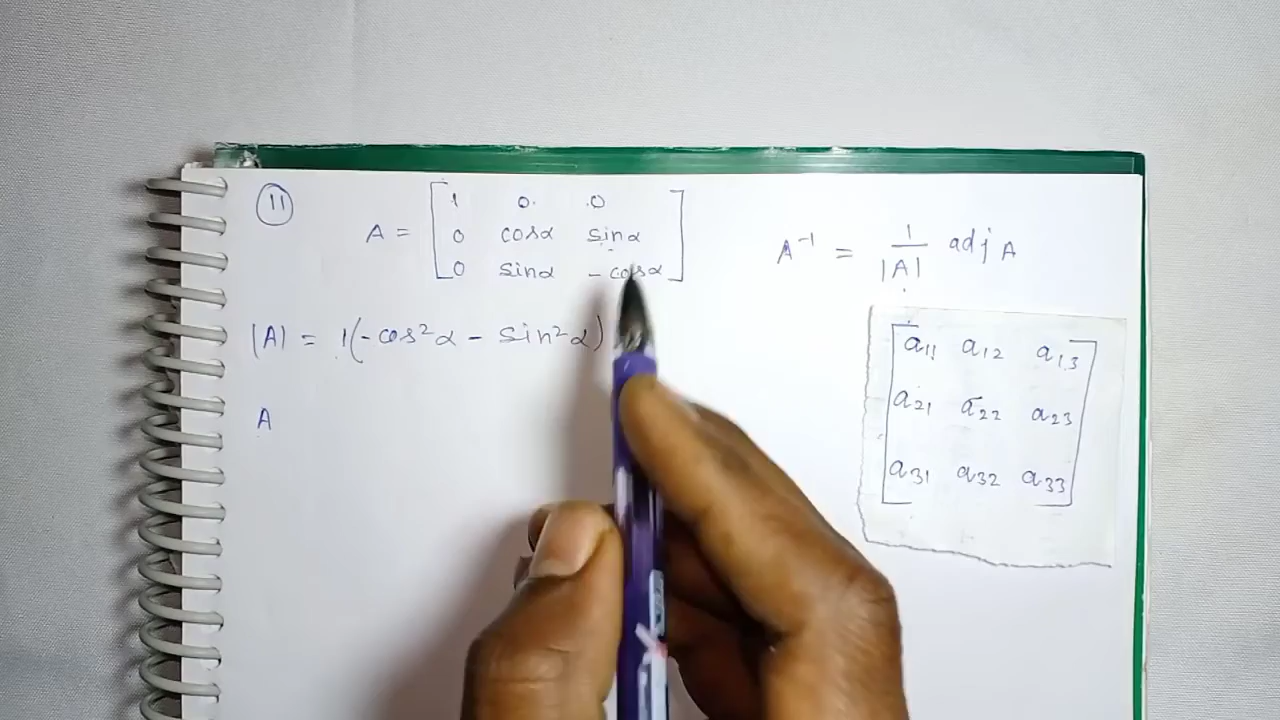 11
A = [ 1 0 0
0 cosα sinα
0 sinα -cosα ]
A⁻¹ = 1/|A| adj A
|A| = 1(-cos²α - sin²α)
A
a11 a12 a13
a21 a22 a23
a31 a32 a33